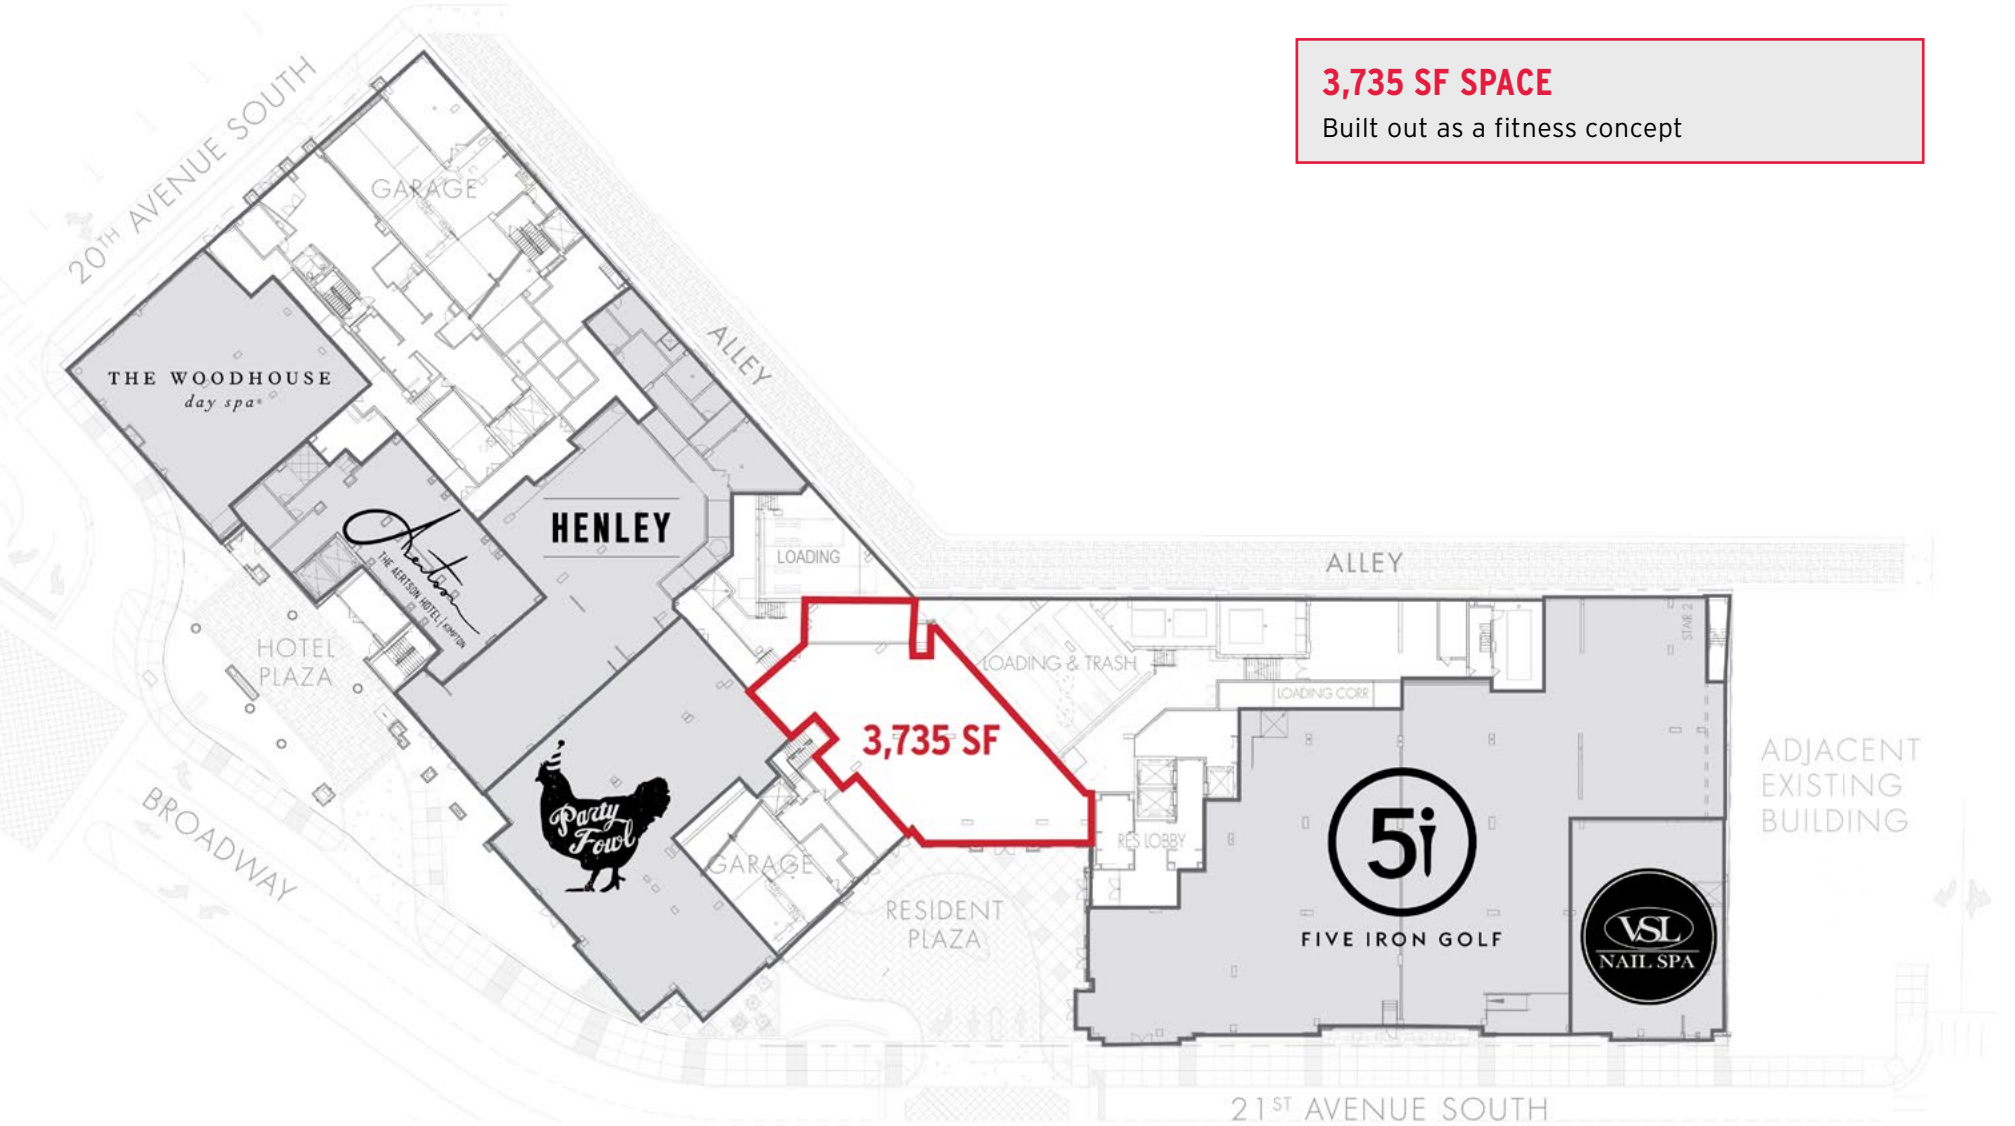 3,735 SF SPACE
Built out as a fitness concept
20TH AVENUE SOUTH
GARAGE
ALLEY
THE WOODHOUSE
day spa®
Aertson
THE AERTSON HOTEL | KIMPTON
HENLEY
LOADING
ALLEY
STAIR 2
HOTEL
PLAZA
LOADING & TRASH
LOADING CORR
3,735 SF
ADJACENT
EXISTING
BUILDING
BROADWAY
Party
Fowl
GARAGE
RES LOBBY
5i
FIVE IRON GOLF
RESIDENT
PLAZA
VSL
NAIL SPA
21ST AVENUE SOUTH